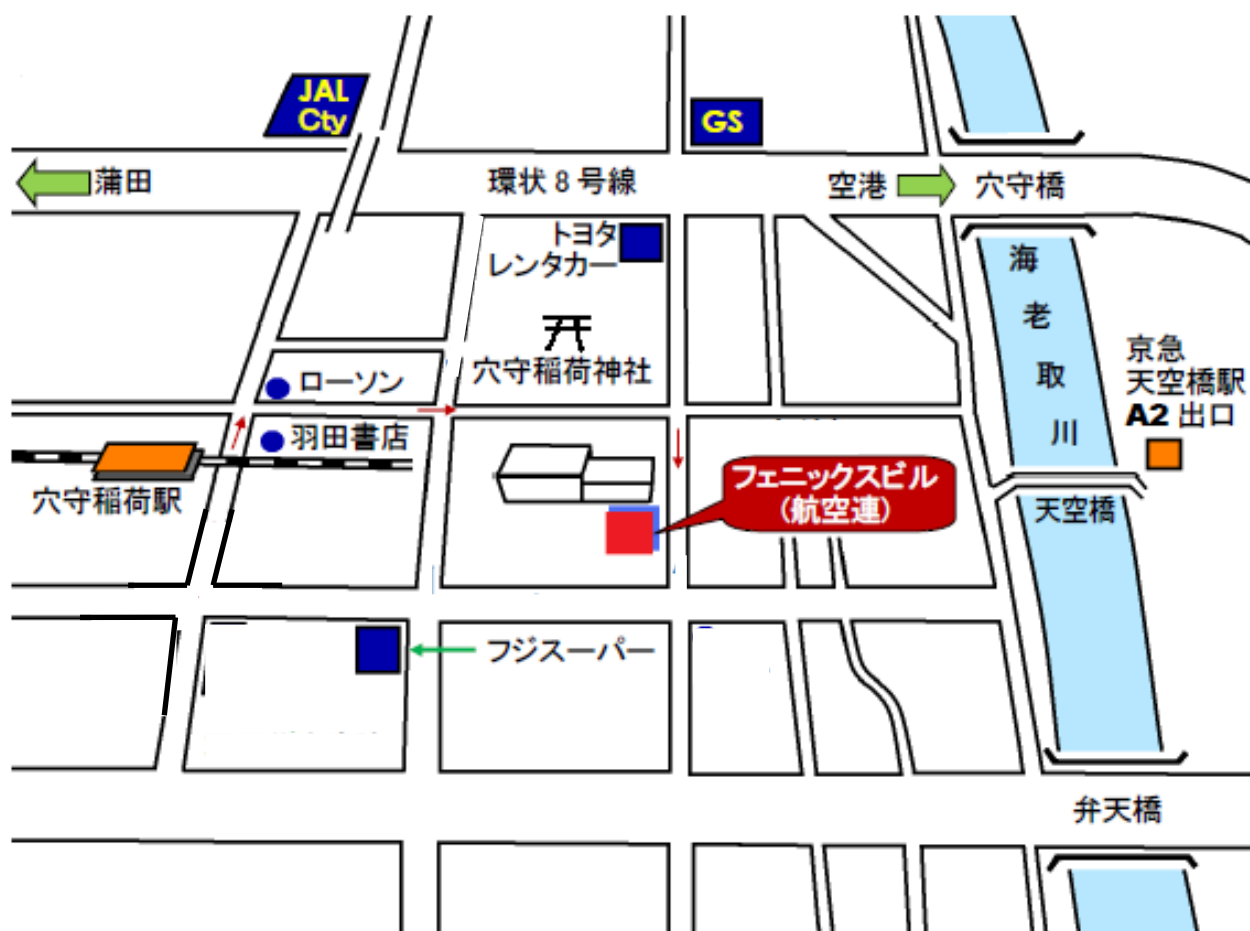 JAL
Cty
GS
蒲田
環状8号線
空港
穴守橋
トヨタ
レンタカー
海老取川
穴守稲荷神社
京急
天空橋駅
A2 出口
ローソン
羽田書店
穴守稲荷駅
フェニックスビル
(航空連)
天空橋
フジスーパー
弁天橋